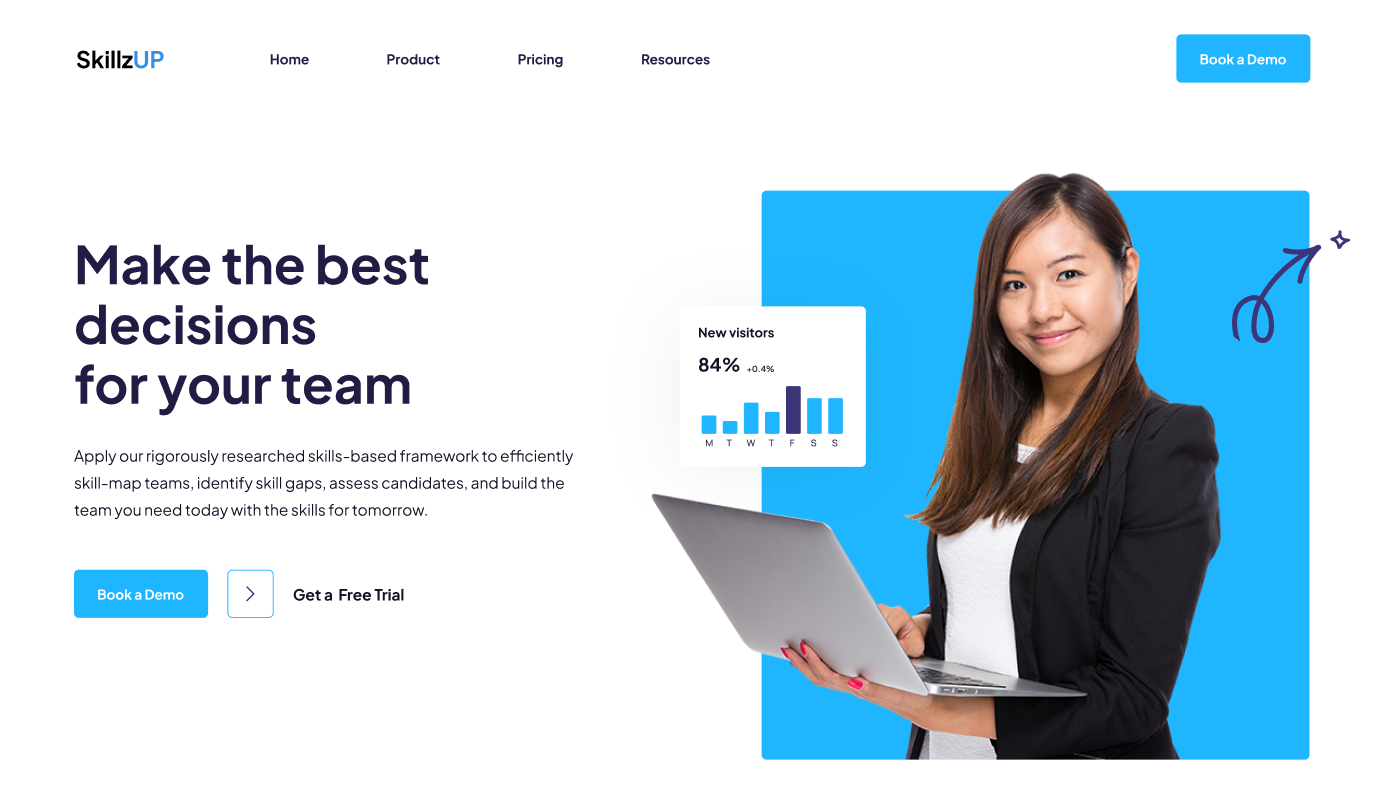 SkillzUP
Home
Product
Pricing
Resources
Book a Demo
Make the best
decisions
for your team
Apply our rigorously researched skills-based framework to efficiently
skill-map teams, identify skill gaps, assess candidates, and build the
team you need today with the skills for tomorrow.
Book a Demo
Get a Free Trial
New visitors
84% +0.4%
M T W T F S S